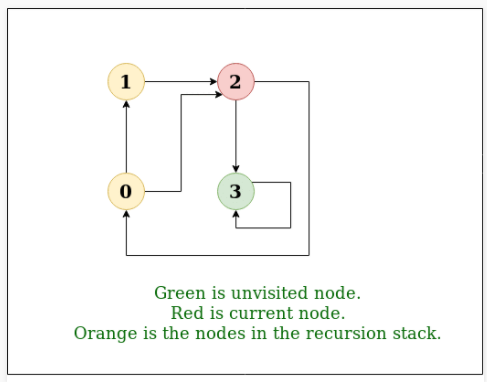 1 2
0 3
Green is unvisited node.
Red is current node.
Orange is the nodes in the recursion stack.